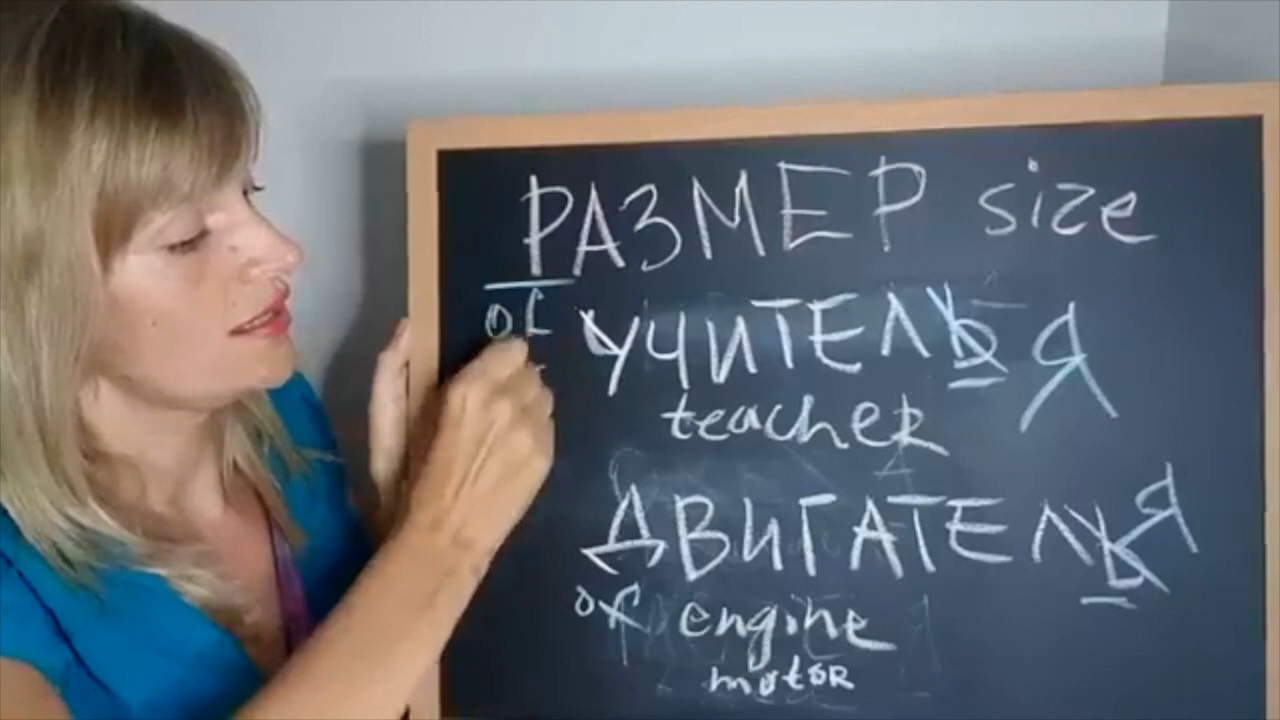 РАЗМЕР size
of УЧИТЕЛЬ Я
teacher
ДВИГАТЕЛЬ Я
of engine
motor